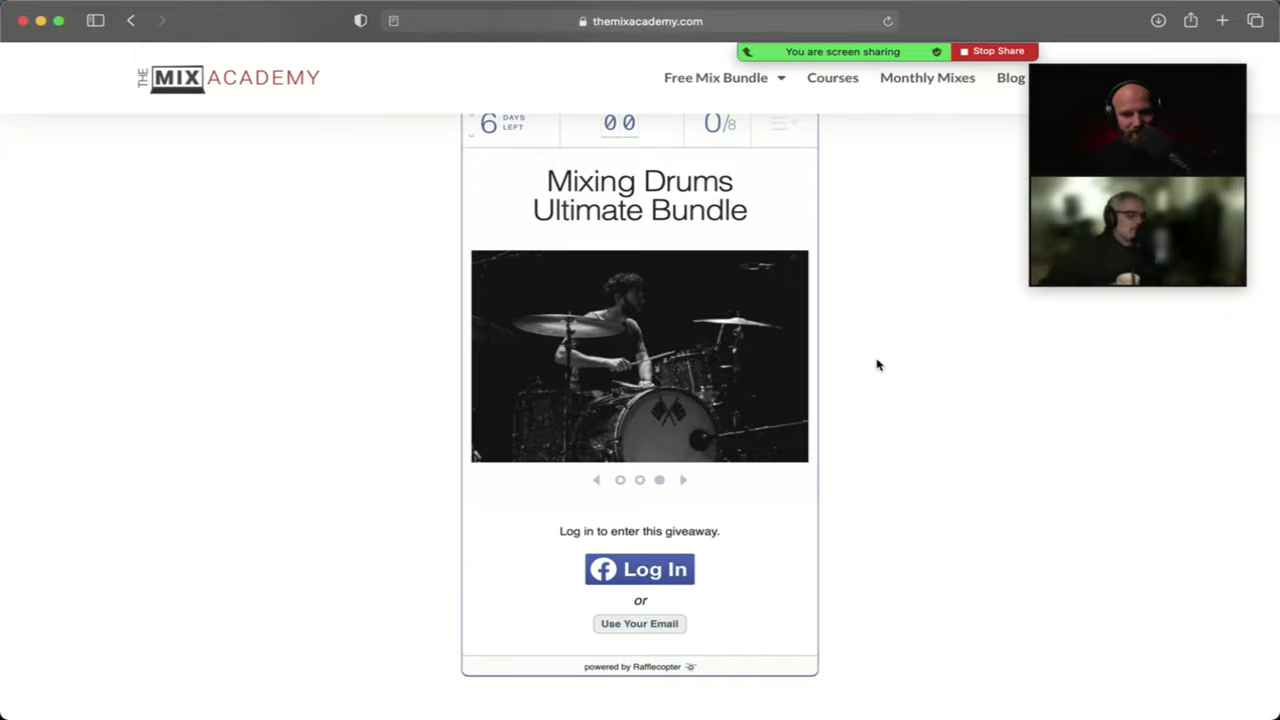 themixacademy.com
You are screen sharing
Stop Share
THE MIX ACADEMY
Free Mix Bundle
Courses
Monthly Mixes
Blog
6 DAYS LEFT
00
0/8
Mixing Drums
Ultimate Bundle
Log in to enter this giveaway.
Log In
or
Use Your Email
powered by Rafflecopter